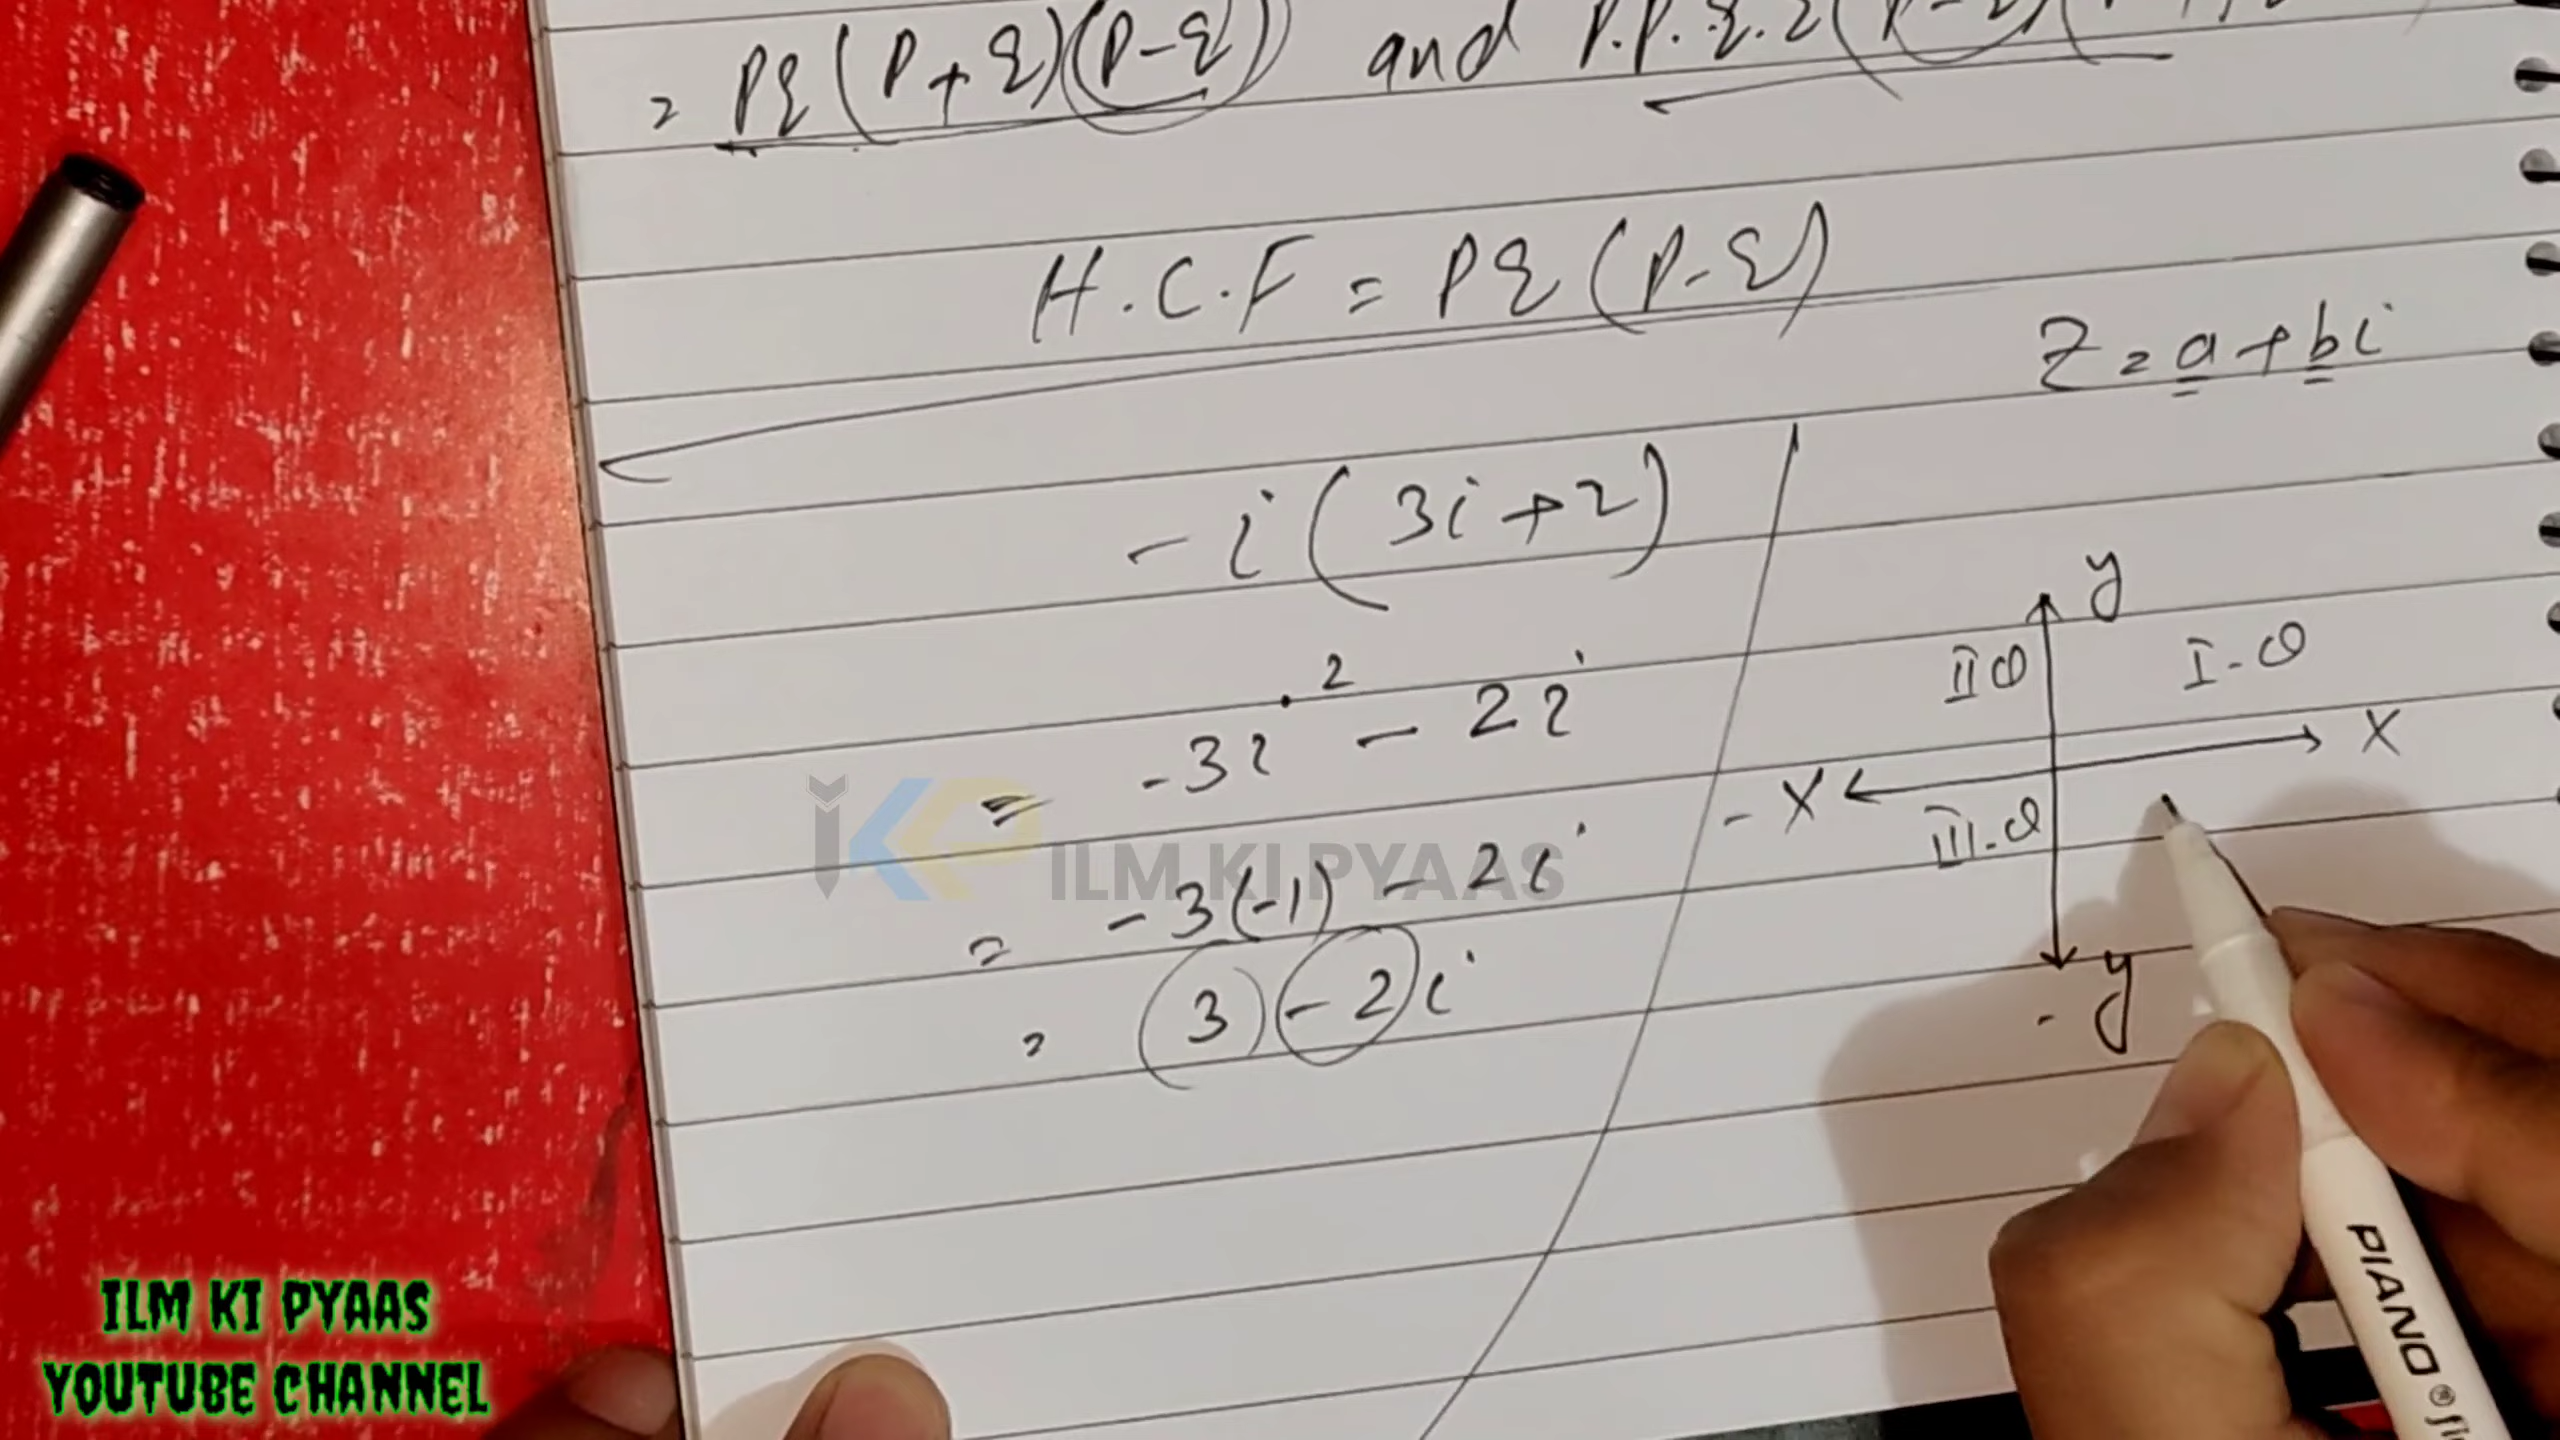 = pq(p+q)(p-q) and p.p.q.2(p-
H.C.F = pq(p-q)
Z = a + bi
-i(3i+2)
= -3i² - 2i
= -3(-1) - 2i
= 3 - 2i
y
II Q
I-Q
X
-X
III-Q
-y
ILM KI PYAAS
PIANO®
ILM KI PYAAS
YOUTUBE CHANNEL